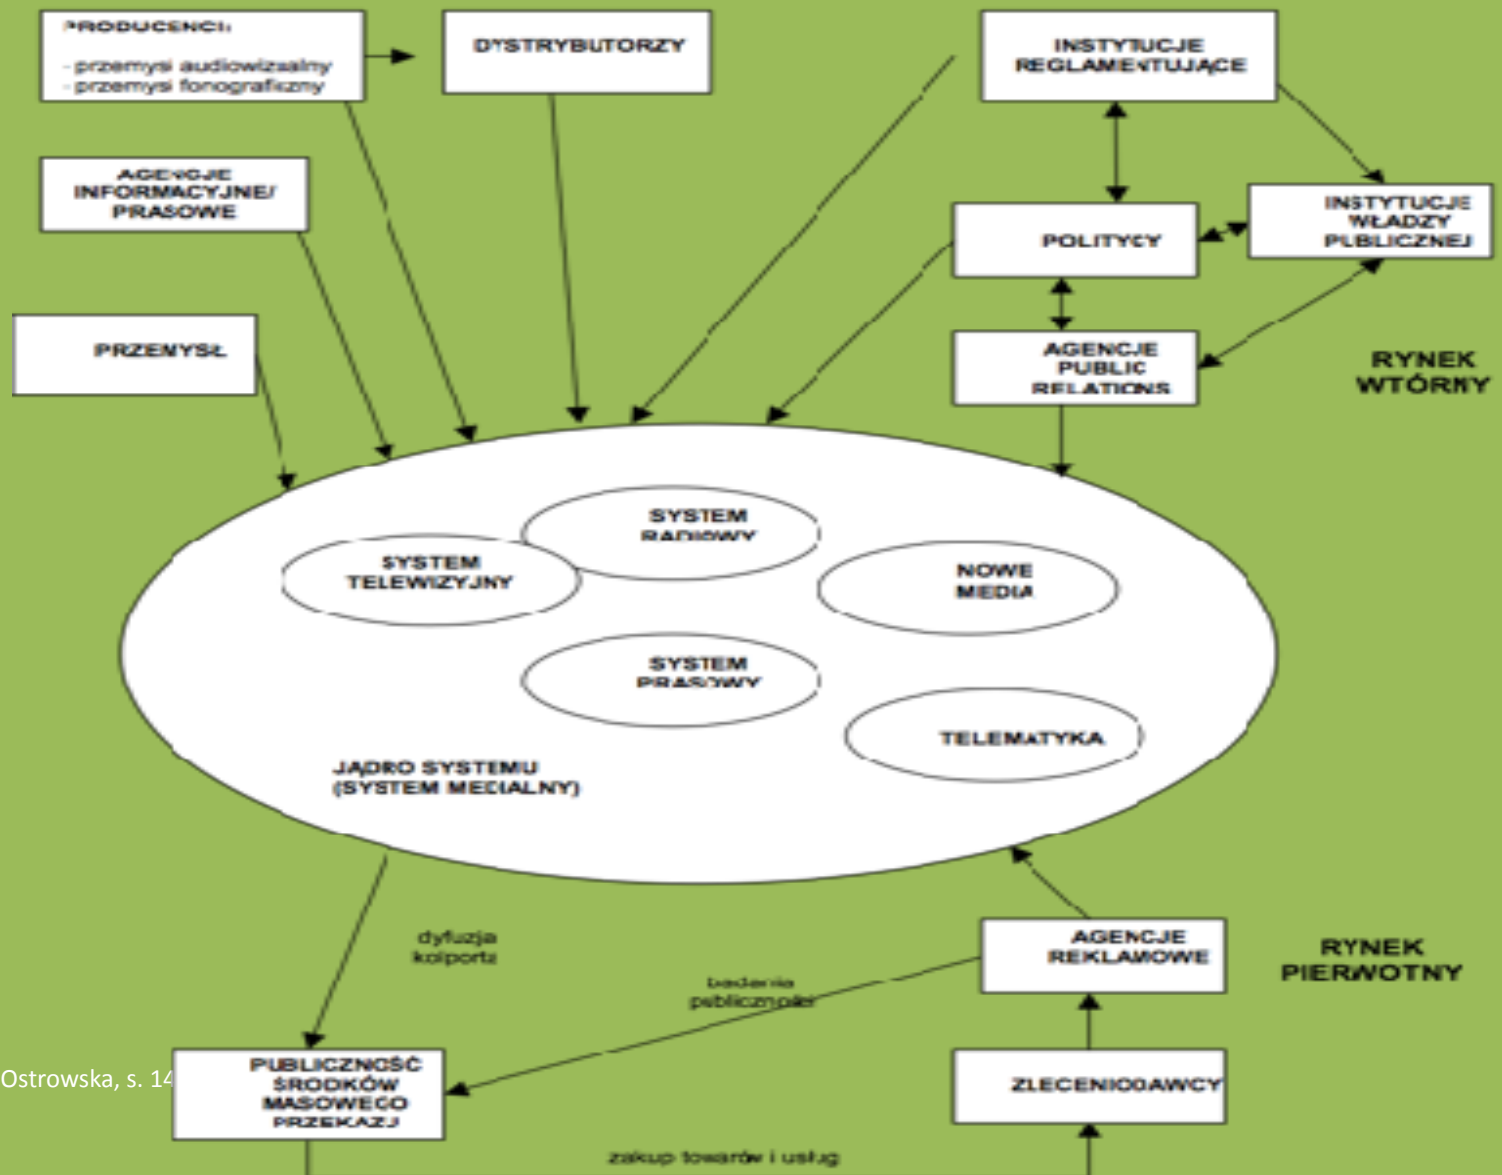 PRODUCENCI:
- przemysł audiowizualny
- przemysł fonograficzny
DYSTRYBUTORZY
INSTYTUCJE
REGLAMENTUJĄCE
AGENCJE
INFORMACYJNE/
PRASOWE
INSTYTUCJE
WŁADZY
PUBLICZNEJ
POLITYCY
PRZEMYSŁ
AGENCJE
PUBLIC
RELATIONS
RYNEK
WTÓRNY
SYSTEM
RADIOWY
SYSTEM
TELEWIZYJNY
NOWE
MEDIA
SYSTEM
PRASOWY
TELEMATYKA
JĄDRO SYSTEMU
(SYSTEM MEDIALNY)
dyfuzja
kolportż
AGENCJE
REKLAMOWE
RYNEK
PIERWOTNY
badania
publiczności
Ostrowska, s. 14
PUBLICZNOŚĆ
ŚRODKÓW
MASOWEGO
PRZEKAZU
ZLECENIODAWCY
zakup towarów i usług